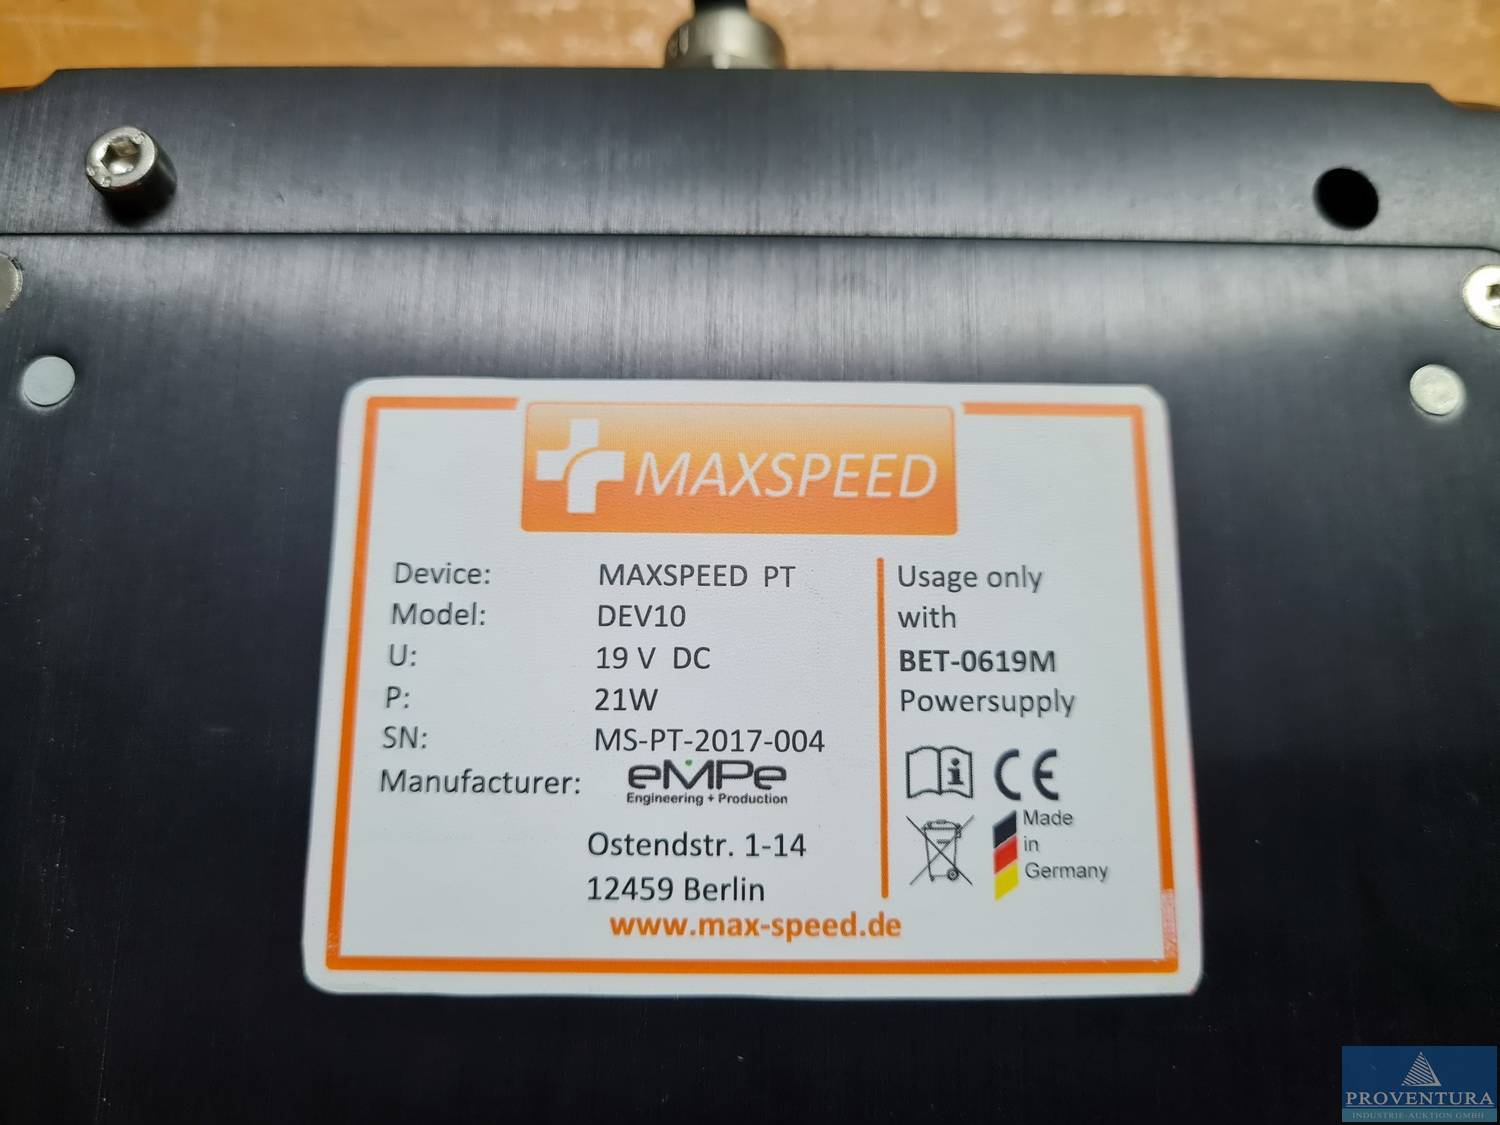 MAXSPEED
Device: MAXSPEED PT
Model: DEV10
U: 19 V DC
P: 21W
SN: MS-PT-2017-004
Manufacturer: eMPe
Engineering + Production
Ostendstr. 1-14
12459 Berlin
www.max-speed.de
Usage only
with
BET-0619M
Powersupply
CE
Made
in
Germany
PROVENTURA
INDUSTRIE-AUKTION GMBH